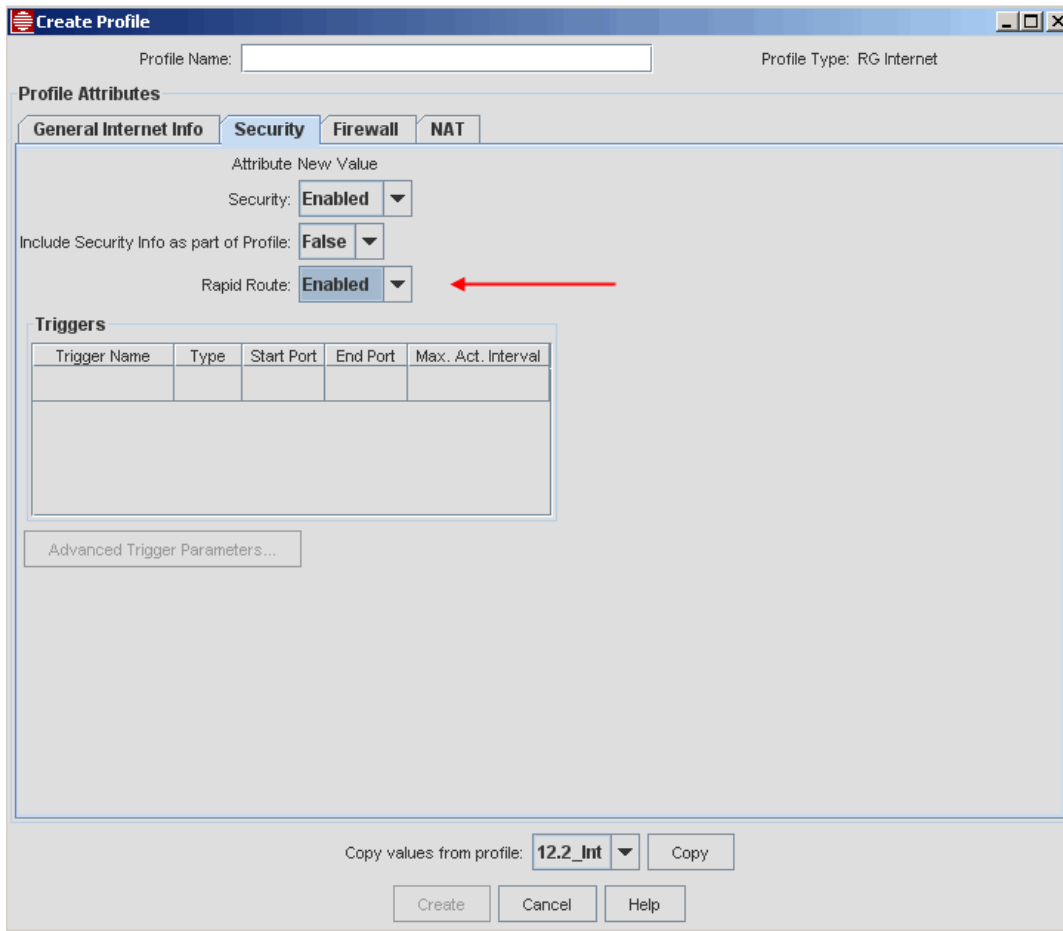 Create Profile
Profile Name: Profile Type: RG Internet
Profile Attributes
General Internet Info Security Firewall NAT
Attribute New Value
Security: Enabled
Include Security Info as part of Profile: False
Rapid Route: Enabled
Triggers
Trigger Name Type Start Port End Port Max. Act. Interval
Advanced Trigger Parameters...
Copy values from profile: 12.2_Int Copy
Create Cancel Help